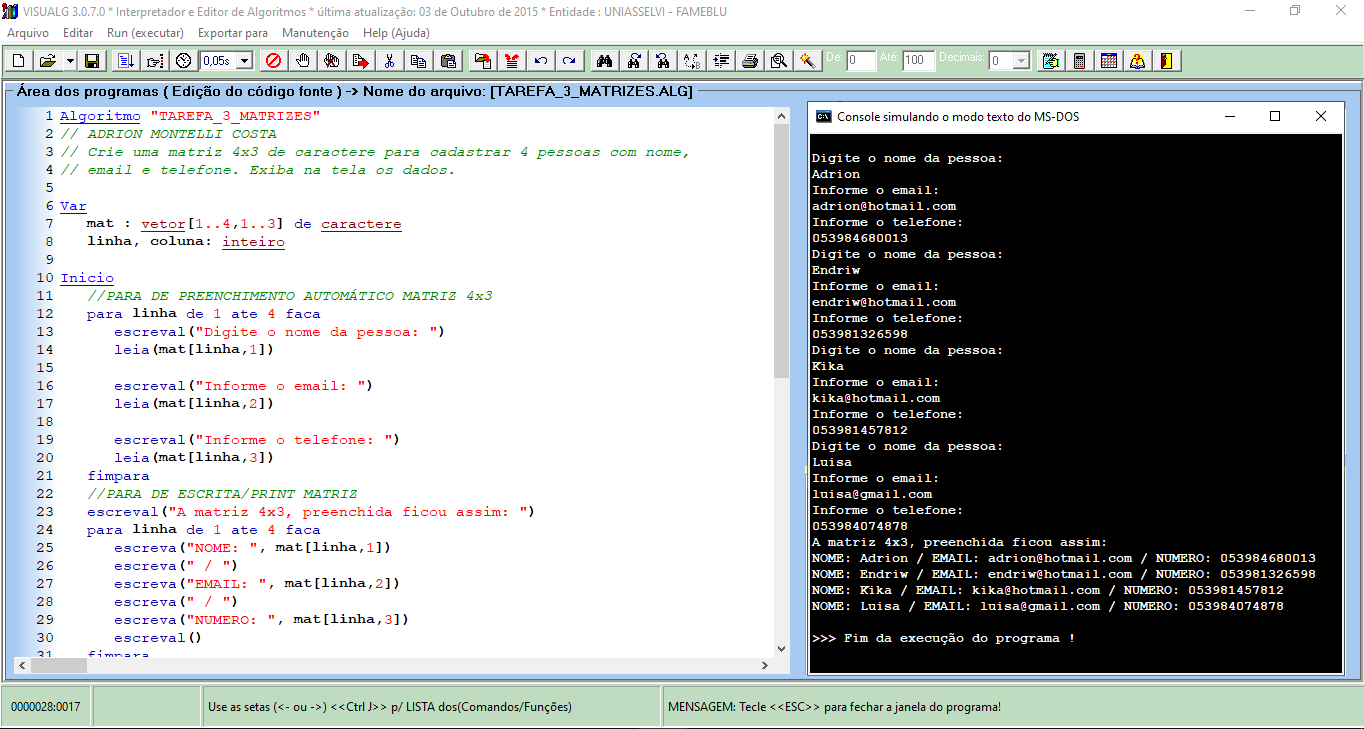 VISUALG 3.0.7.0 * Interpretador e Editor de Algoritmos * última atualização: 03 de Outubro de 2015 * Entidade : UNIASSELVI - FAMEBLU
Arquivo Editar Run (executar) Exportar para Manutenção Help (Ajuda)
0,05s De: 0 Até: 100 Decimais: 0
Área dos programas ( Edição do código fonte ) -> Nome do arquivo: [TAREFA_3_MATRIZES.ALG]
1 Algoritmo "TAREFA_3_MATRIZES"
2 // ADRION MONTELLI COSTA
3 // Crie uma matriz 4x3 de caractere para cadastrar 4 pessoas com nome,
4 // email e telefone. Exiba na tela os dados.
5
6 Var
7 mat : vetor[1..4,1..3] de caractere
8 linha, coluna: inteiro
9
10 Inicio
11 //PARA DE PREENCHIMENTO AUTOMÁTICO MATRIZ 4x3
12 para linha de 1 ate 4 faca
13 escreval("Digite o nome da pessoa: ")
14 leia(mat[linha,1])
15
16 escreval("Informe o email: ")
17 leia(mat[linha,2])
18
19 escreval("Informe o telefone: ")
20 leia(mat[linha,3])
21 fimpara
22 //PARA DE ESCRITA/PRINT MATRIZ
23 escreval("A matriz 4x3, preenchida ficou assim: ")
24 para linha de 1 ate 4 faca
25 escreva("NOME: ", mat[linha,1])
26 escreva(" / ")
27 escreva("EMAIL: ", mat[linha,2])
28 escreva(" / ")
29 escreva("NUMERO: ", mat[linha,3])
30 escreval()
31 fimpara
Console simulando o modo texto do MS-DOS
Digite o nome da pessoa:
Adrion
Informe o email:
adrion@hotmail.com
Informe o telefone:
053984680013
Digite o nome da pessoa:
Endriw
Informe o email:
endriw@hotmail.com
Informe o telefone:
053981326598
Digite o nome da pessoa:
Kika
Informe o email:
kika@hotmail.com
Informe o telefone:
053981457812
Digite o nome da pessoa:
Luisa
Informe o email:
luisa@gmail.com
Informe o telefone:
053984074878
A matriz 4x3, preenchida ficou assim:
NOME: Adrion / EMAIL: adrion@hotmail.com / NUMERO: 053984680013
NOME: Endriw / EMAIL: endriw@hotmail.com / NUMERO: 053981326598
NOME: Kika / EMAIL: kika@hotmail.com / NUMERO: 053981457812
NOME: Luisa / EMAIL: luisa@gmail.com / NUMERO: 053984074878
>>> Fim da execução do programa !
0000028:0017 Use as setas (<- ou ->) <<Ctrl J>> p/ LISTA dos(Comandos/Funções) MENSAGEM: Tecle <<ESC>> para fechar a janela do programa!